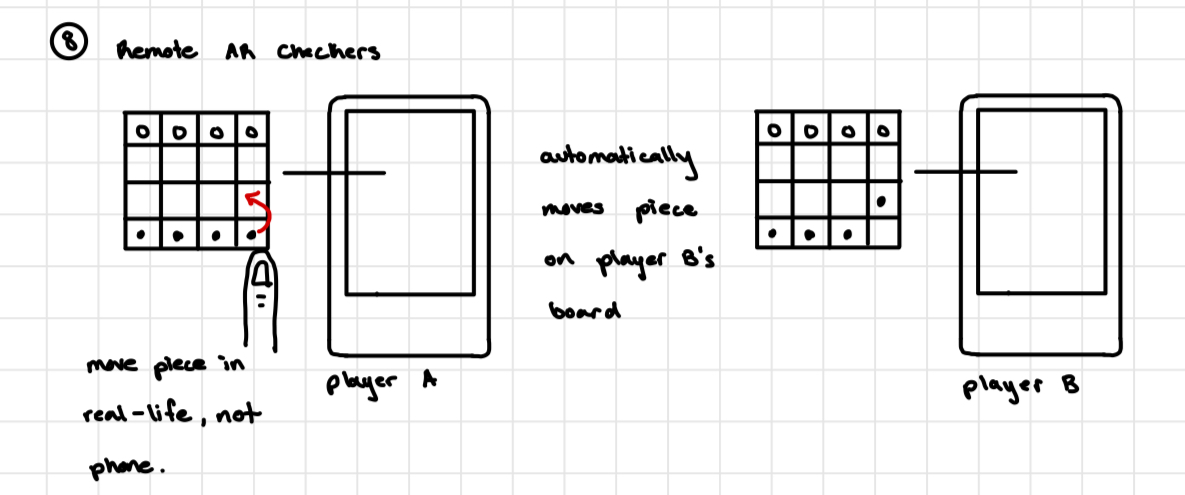 8 Remote AR Checkers
automatically
moves piece
on player B's
board
move piece in
real-life, not
phone.
player A
player B